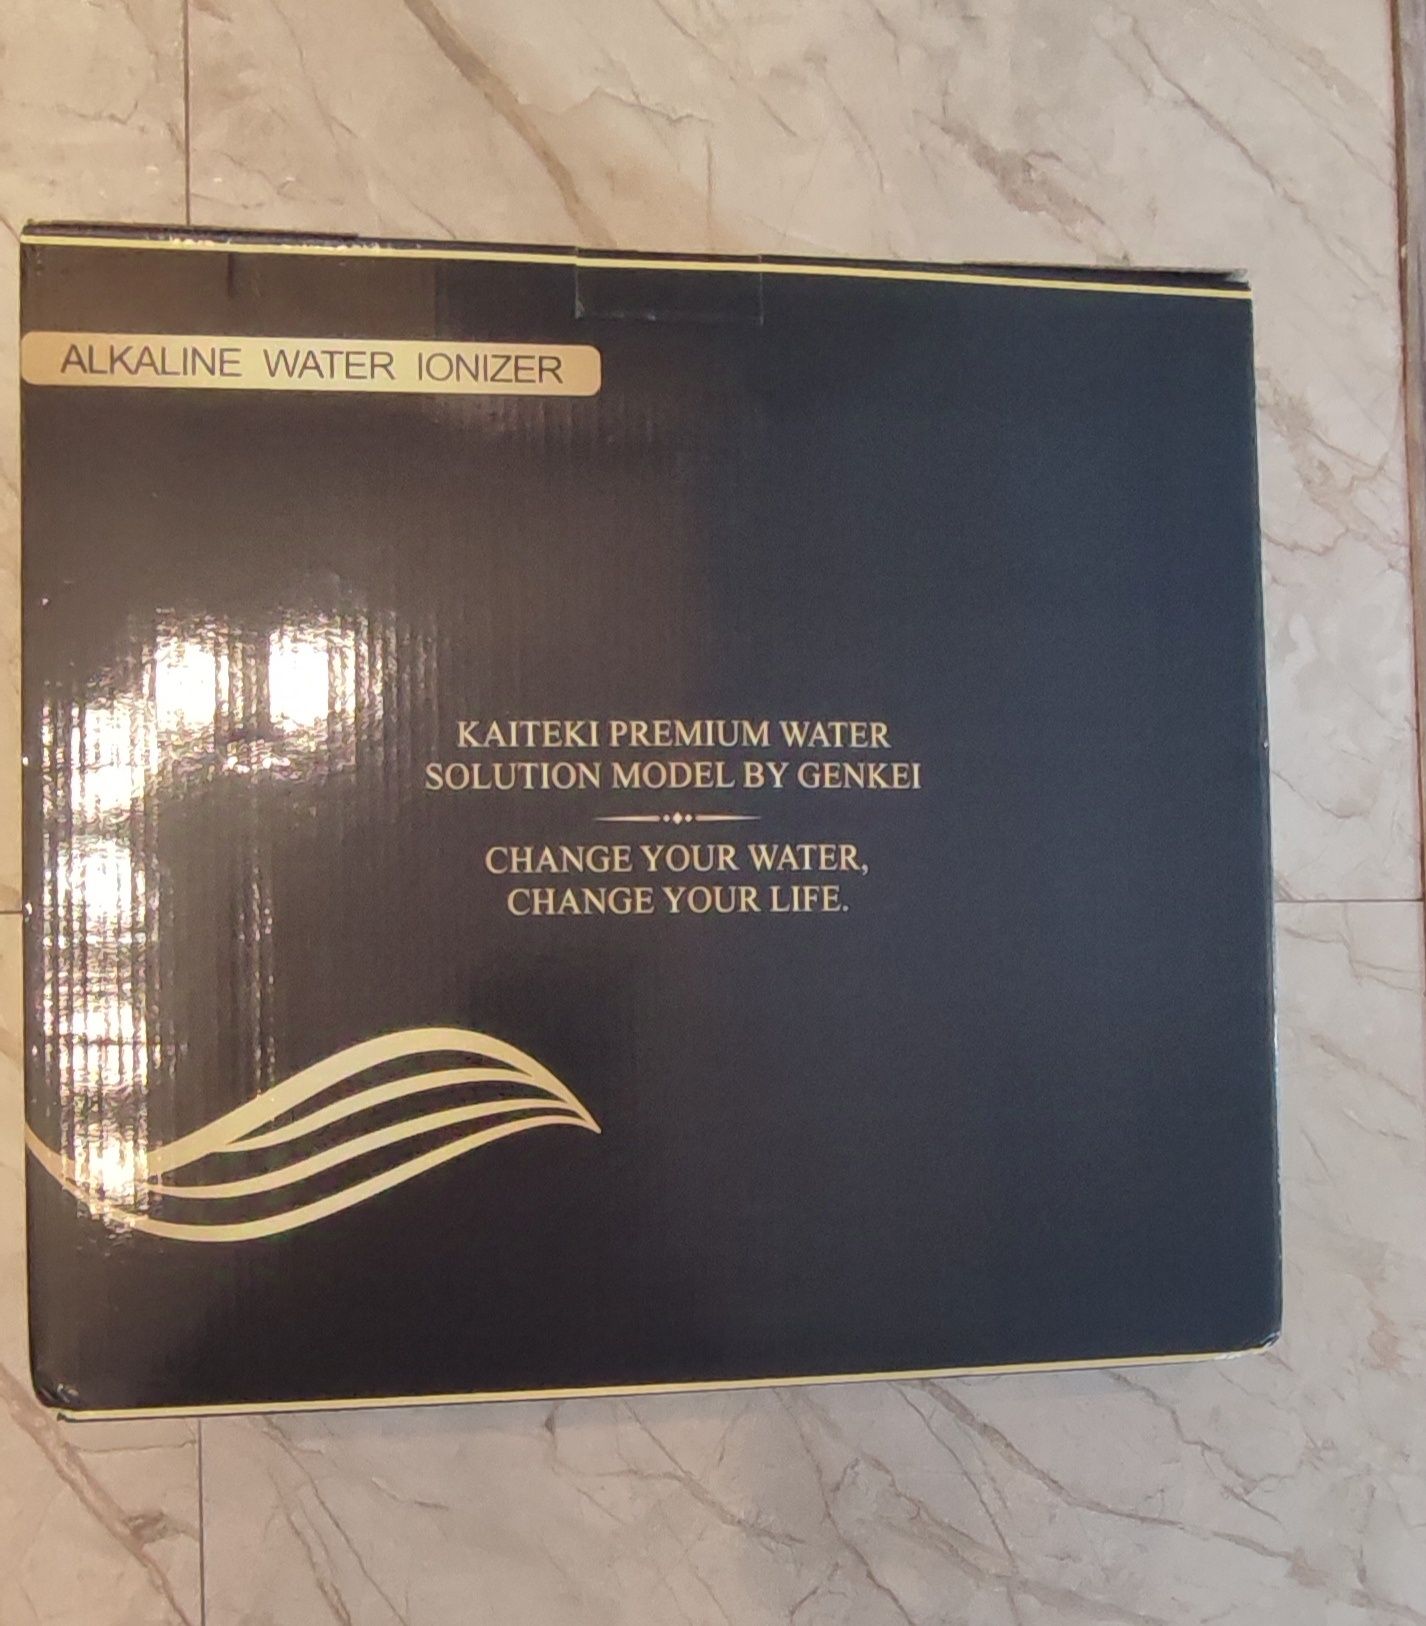 ALKALINE WATER IONIZER
KAITEKI PREMIUM WATER
SOLUTION MODEL BY GENKEI
CHANGE YOUR WATER,
CHANGE YOUR LIFE.